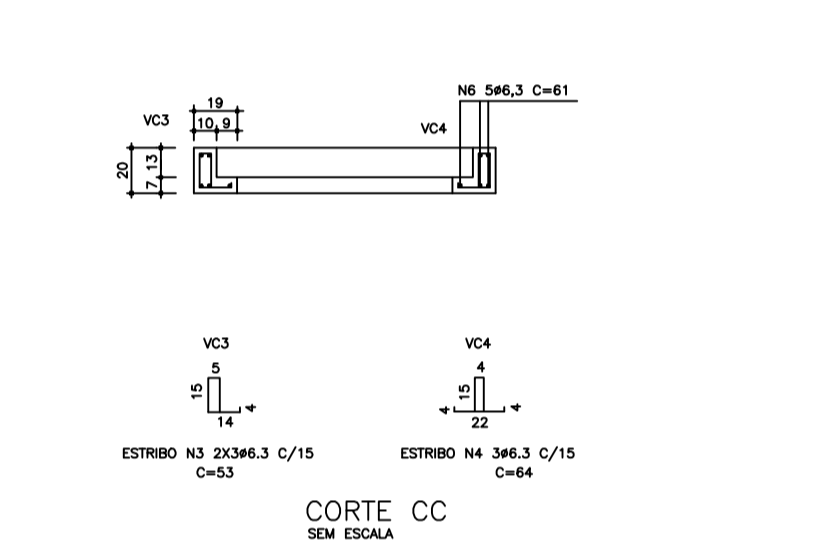 N6 5ø6,3 C=61
19
VC3
10 9
VC4
20
13
7
VC3
VC4
5
4
15
15
4
4
4
14
22
ESTRIBO N3 2X3ø6.3 C/15
C=53
ESTRIBO N4 3ø6.3 C/15
C=64
CORTE CC
SEM ESCALA